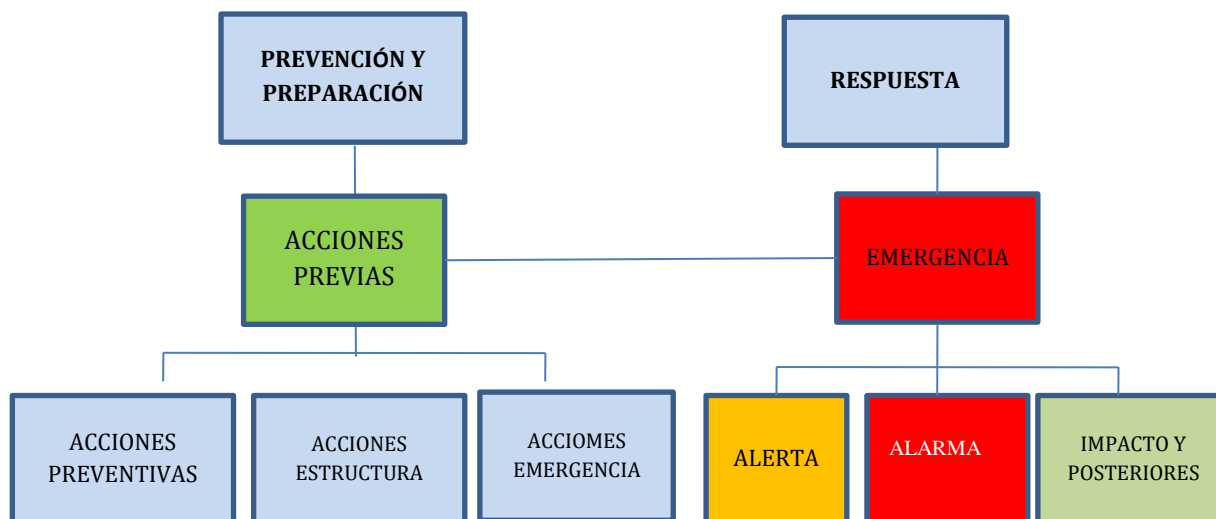 PREVENCIÓN Y
PREPARACIÓN
RESPUESTA
ACCIONES
PREVIAS
EMERGENCIA
ACCIONES
PREVENTIVAS
ACCIONES
ESTRUCTURA
ACCIOMES
EMERGENCIA
ALERTA
ALARMA
IMPACTO Y
POSTERIORES